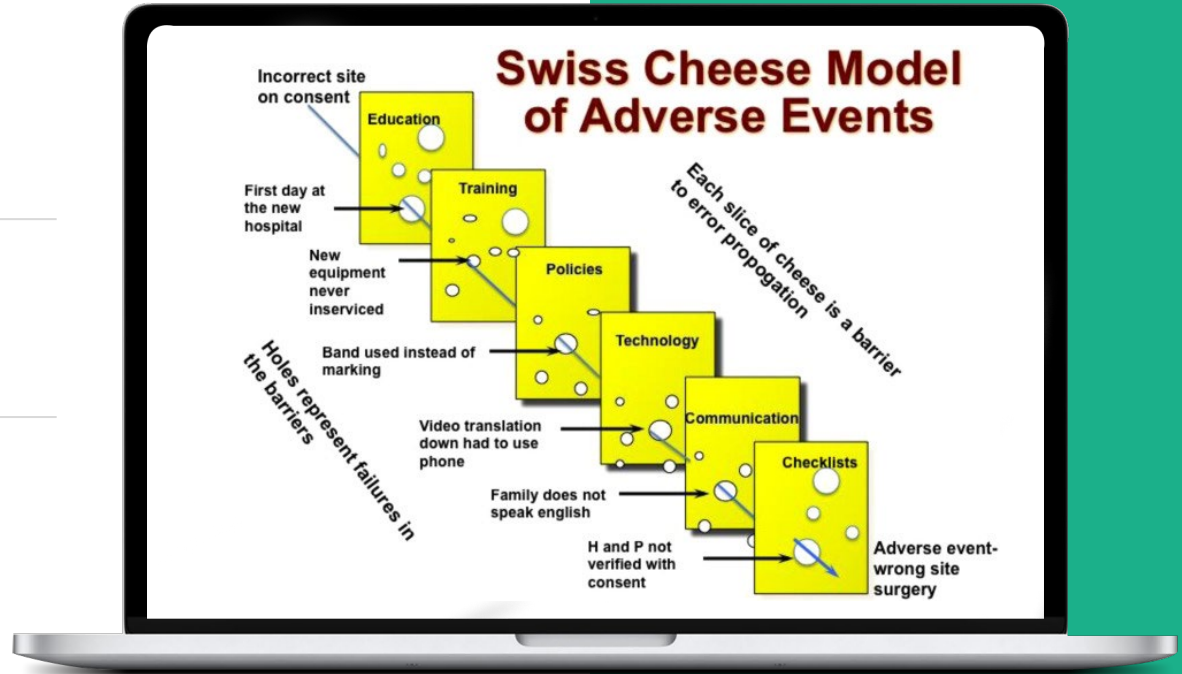 Swiss Cheese Model
of Adverse Events
Incorrect site
on consent
Education
First day at
the new
hospital
Training
New
equipment
never
inserviced
Policies
Band used instead of
marking
Technology
Video translation
down had to use
phone
Communication
Family does not
speak english
Checklists
H and P not
verified with
consent
Adverse event-
wrong site
surgery
Each slice of cheese is a barrier
to error propogation
Holes represent failures in
the barriers